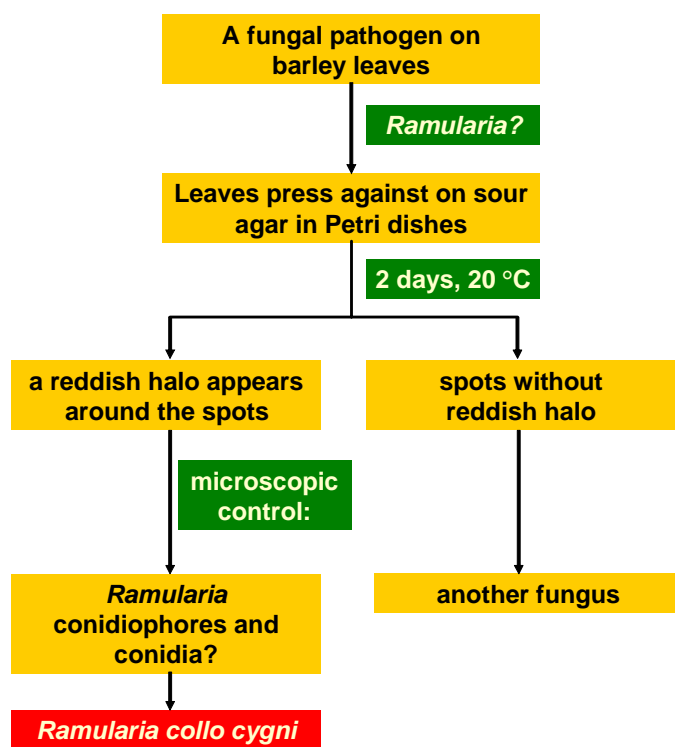 A fungal pathogen on
barley leaves
Ramularia?
Leaves press against on sour
agar in Petri dishes
2 days, 20 °C
a reddish halo appears
around the spots
spots without
reddish halo
microscopic
control:
Ramularia
conidiophores and
conidia?
another fungus
Ramularia collo cygni